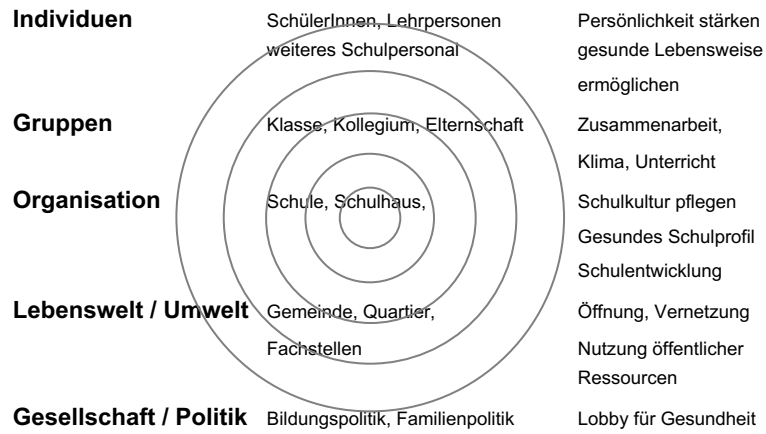 Individuen SchülerInnen, Lehrpersonen Persönlichkeit stärken
weiteres Schulpersonal gesunde Lebensweise
ermöglichen
Gruppen Klasse, Kollegium, Elternschaft Zusammenarbeit,
Klima, Unterricht
Organisation Schule, Schulhaus, Schulkultur pflegen
Gesundes Schulprofil
Schulentwicklung
Lebenswelt / Umwelt Gemeinde, Quartier, Öffnung, Vernetzung
Fachstellen Nutzung öffentlicher
Ressourcen
Gesellschaft / Politik Bildungspolitik, Familienpolitik Lobby für Gesundheit